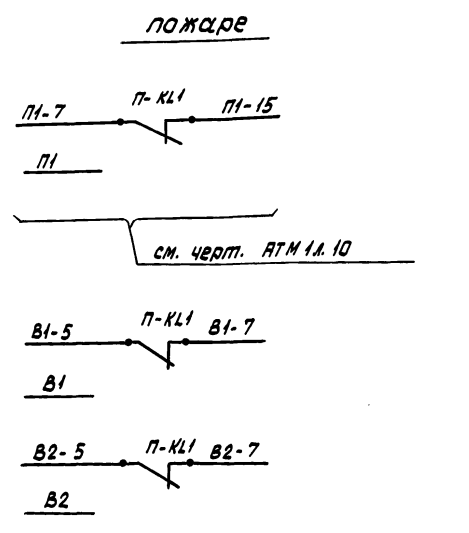 пожаре
П1-7 П-KL1 П1-15
П1
см. черт. АТМ 1 л. 10
В1-5 П-KL1 В1-7
В1
В2-5 П-KL1 В2-7
В2